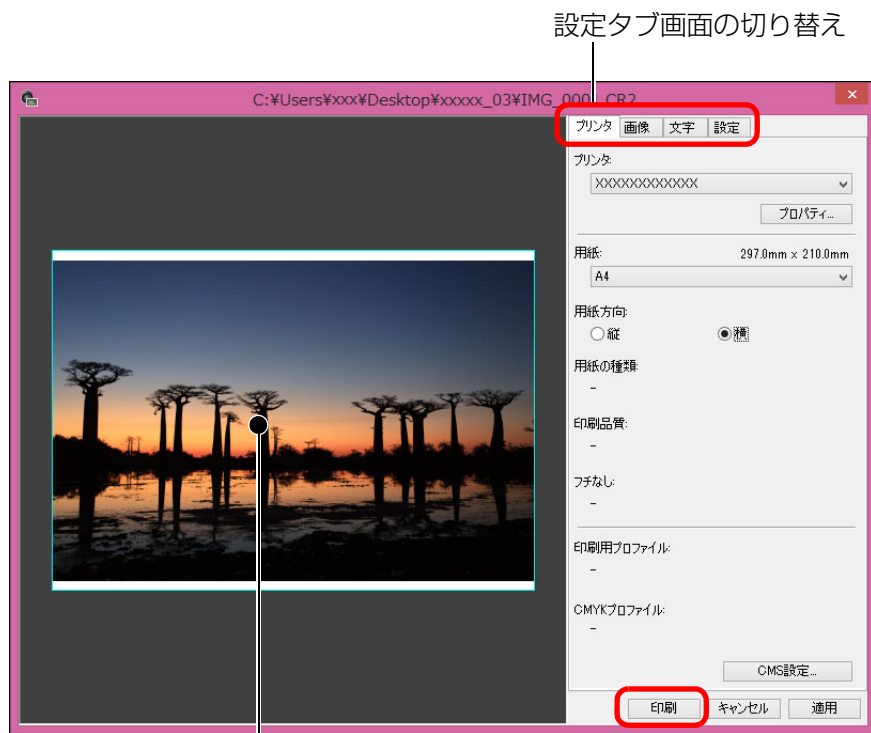 設定タブ画面の切り替え
C:¥Users¥xxx¥Desktop¥xxxxx_03¥IMG_000 CR2
プリンタ 画像 文字 設定
プリンタ:
XXXXXXXXXXXXX
プロパティ...
用紙: 297.0mm × 210.0mm
A4
用紙方向:
縦 横
用紙の種類:
-
印刷品質:
-
フチなし:
-
印刷用プロファイル:
-
CMYKプロファイル:
-
CMS設定...
印刷 キャンセル 適用